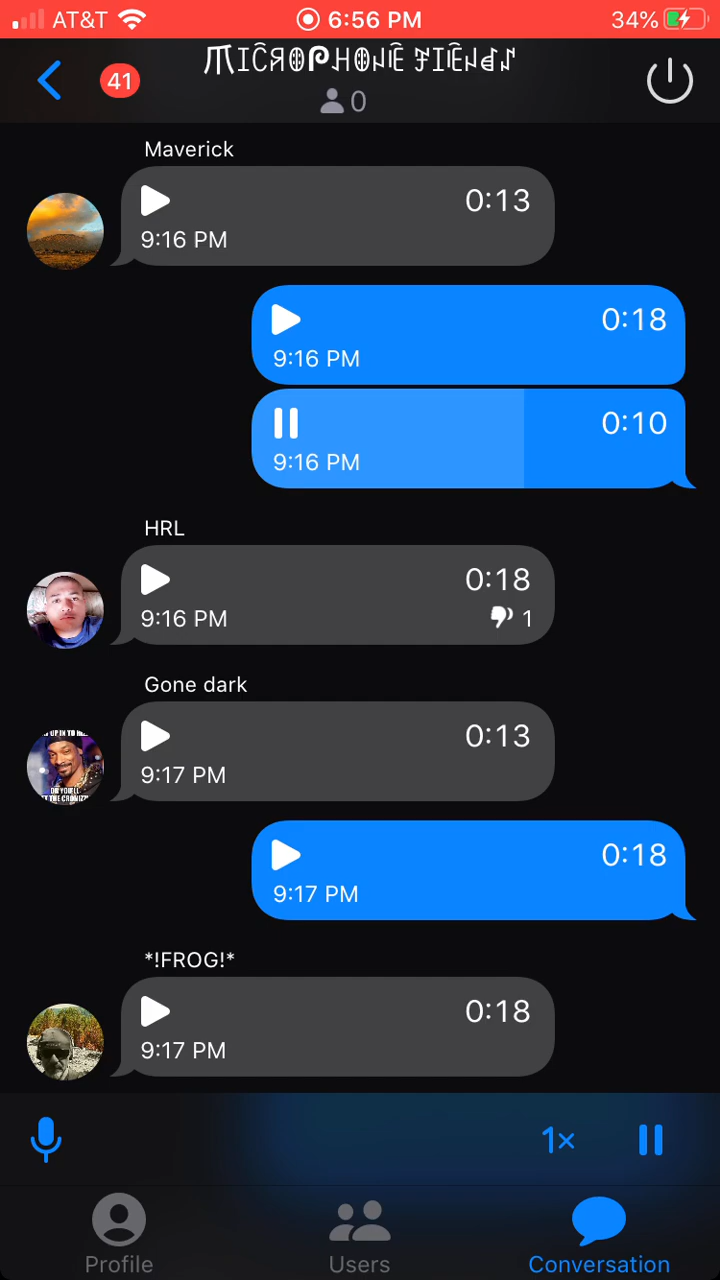 AT&T 6:56 PM 34%
41 MICROPHONE FIENDS
0
Maverick
0:13
9:16 PM
0:18
9:16 PM
0:10
9:16 PM
HRL
0:18
9:16 PM 1
Gone dark
0:13
9:17 PM
0:18
9:17 PM
*!FROG!*
0:18
9:17 PM
1×
Profile Users Conversation